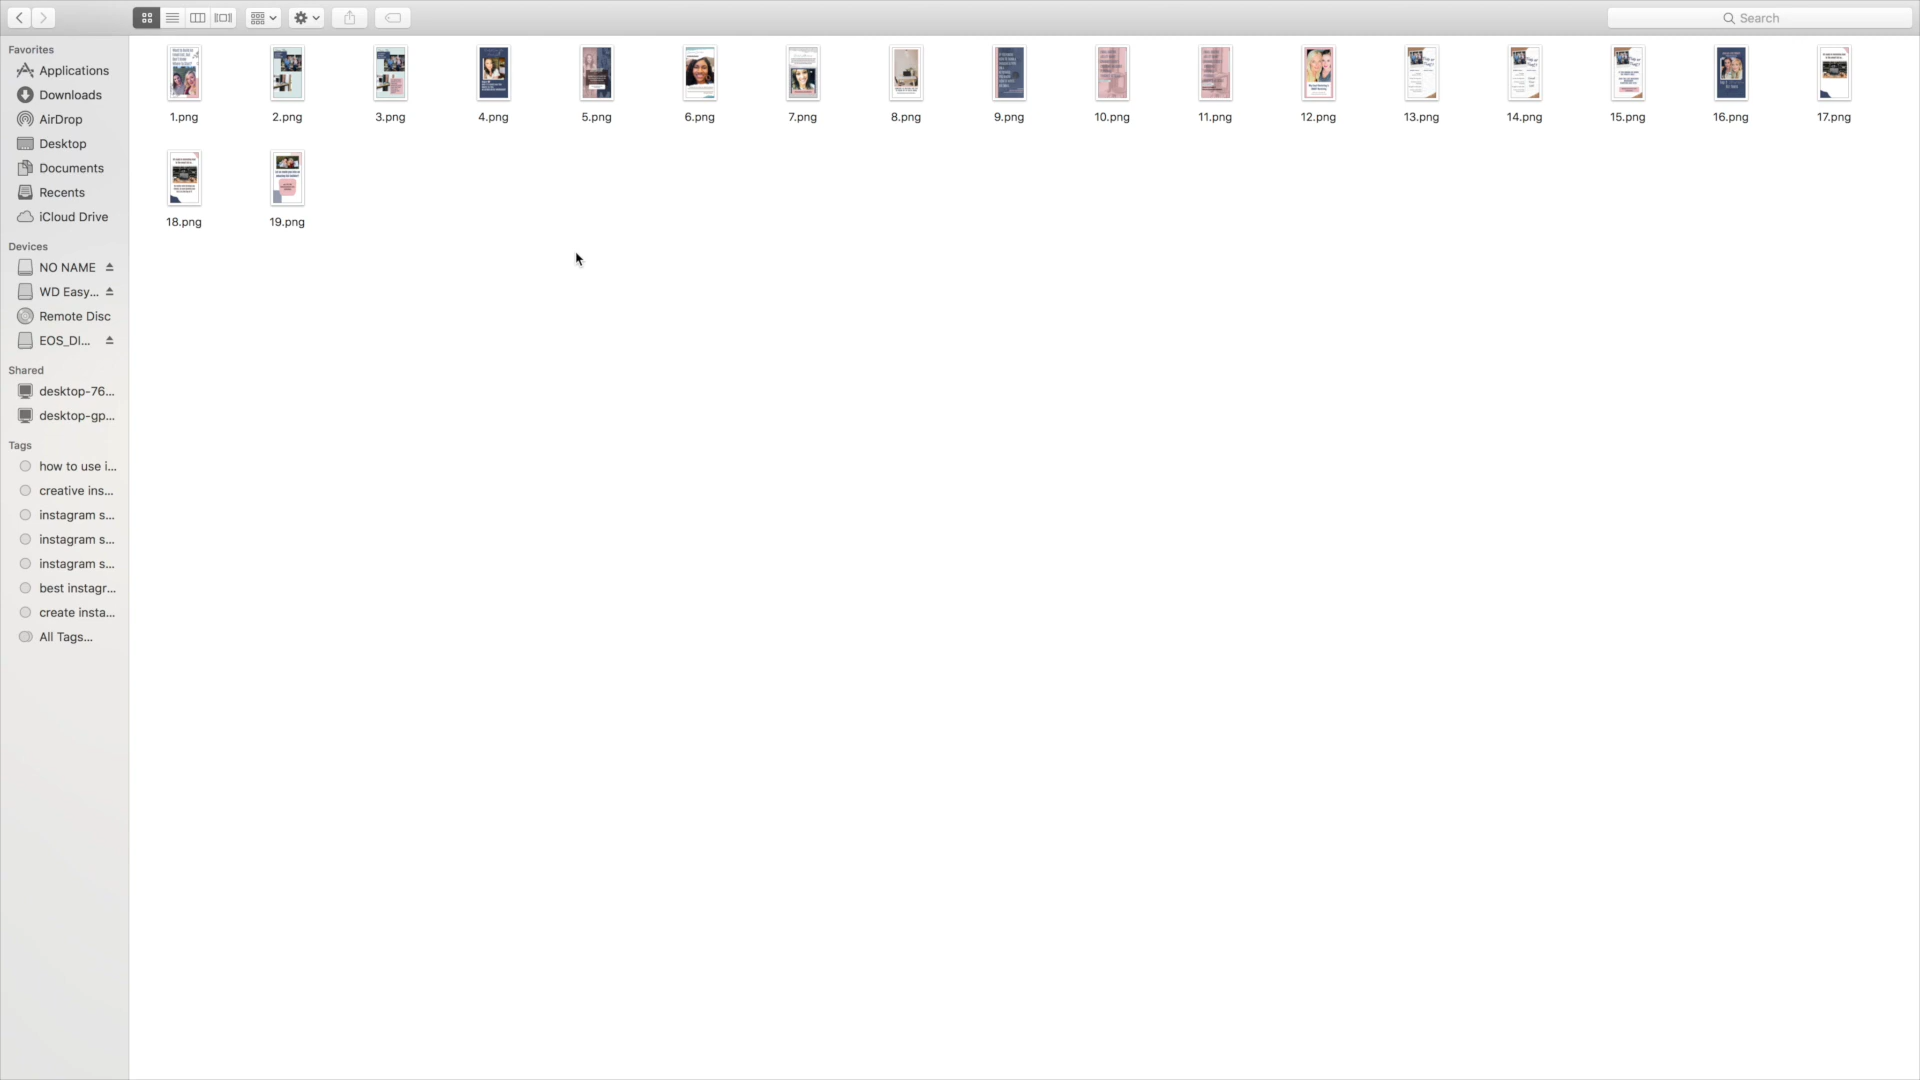 Search
Favorites
Applications
Downloads
AirDrop
Desktop
Documents
Recents
iCloud Drive
Devices
NO NAME
WD Easy...
Remote Disc
EOS_DI...
Shared
desktop-76...
desktop-gp...
Tags
how to use i...
creative ins...
instagram s...
instagram s...
instagram s...
best instagr...
create insta...
All Tags...
1.png 2.png 3.png 4.png 5.png 6.png 7.png 8.png 9.png 10.png 11.png 12.png 13.png 14.png 15.png 16.png 17.png
18.png 19.png